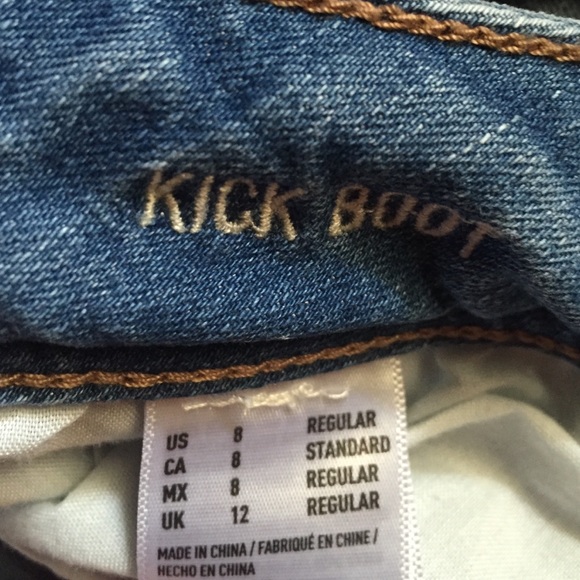 KICK BOOT
US 8 REGULAR
CA 8 STANDARD
MX 8 REGULAR
UK 12 REGULAR
MADE IN CHINA / FABRIQUÉ EN CHINE /
HECHO EN CHINA